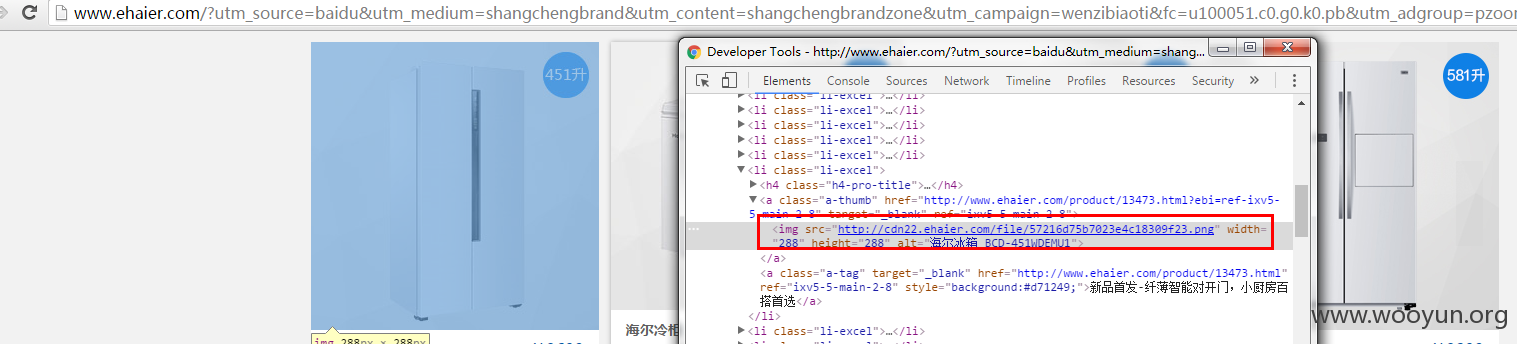 www.ehaier.com/?utm_source=baidu&utm_medium=shangchengbrand&utm_content=shangchengbrandzone&utm_campaign=wenzibiaoti&fc=u100051.c0.g0.k0.pb&utm_adgroup=pzoor
Developer Tools - http://www.ehaier.com/?utm_source=baidu&utm_medium=shang...
451升
581升
Elements Console Sources Network Timeline Profiles Resources Security »
<li class="li-excel">…</li>
<li class="li-excel">…</li>
<li class="li-excel">…</li>
<li class="li-excel">…</li>
<li class="li-excel">…</li>
<li class="li-excel">
<h4 class="h4-pro-title">…</h4>
<a class="a-thumb" href="http://www.ehaier.com/product/13473.html?ebi=ref-ixv5-
5-main-2-8" target="_blank" ref="ixv5-5-main-2-8">
<img src="http://cdn22.ehaier.com/file/57216d75b7023e4c18309f23.png" width=
"288" height="288" alt="海尔冰箱 BCD-451WDEMU1">
</a>
<a class="a-tag" target="_blank" href="http://www.ehaier.com/product/13473.html"
ref="ixv5-5-main-2-8" style="background:#d71249;">新品首发-纤薄智能对开门，小厨房百
搭首选</a>
</li>
<li class="li-excel">…</li>
海尔冷柜
img 288px × 288px
www.wooyun.org